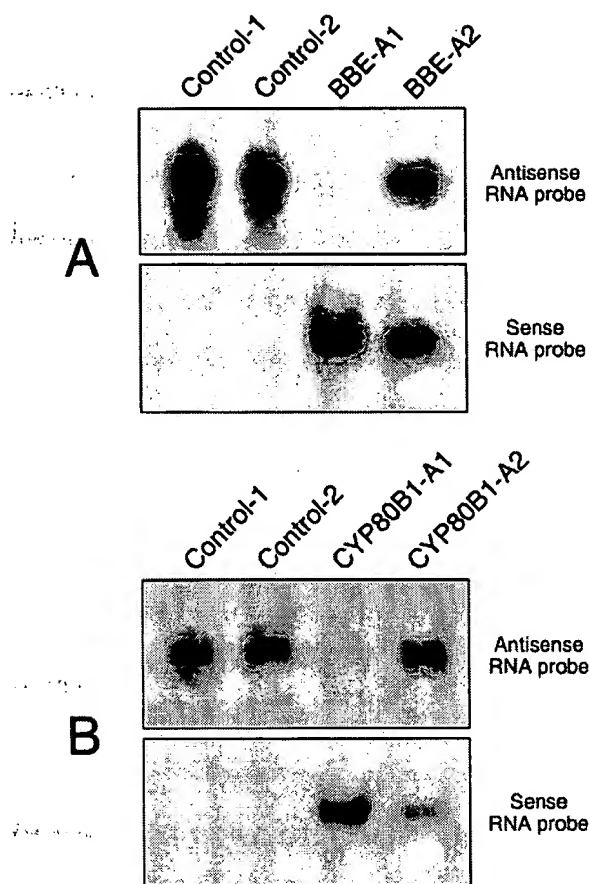 Control-1
Control-2
BBE-A1
BBE-A2
Antisense
RNA probe
A
Sense
RNA probe
Control-1
Control-2
CYP80B1-A1
CYP80B1-A2
Antisense
RNA probe
B
Sense
RNA probe